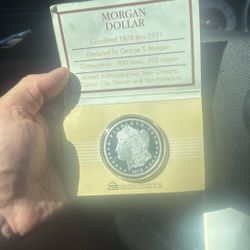 MORGAN
DOLLAR
Circulated 1878 thru 1921
Designed by George T. Morgan
Composition: .900 silver, .100 copper
Minted in Philadelphia, New Orleans,
Carson City, Denver and San Francisco